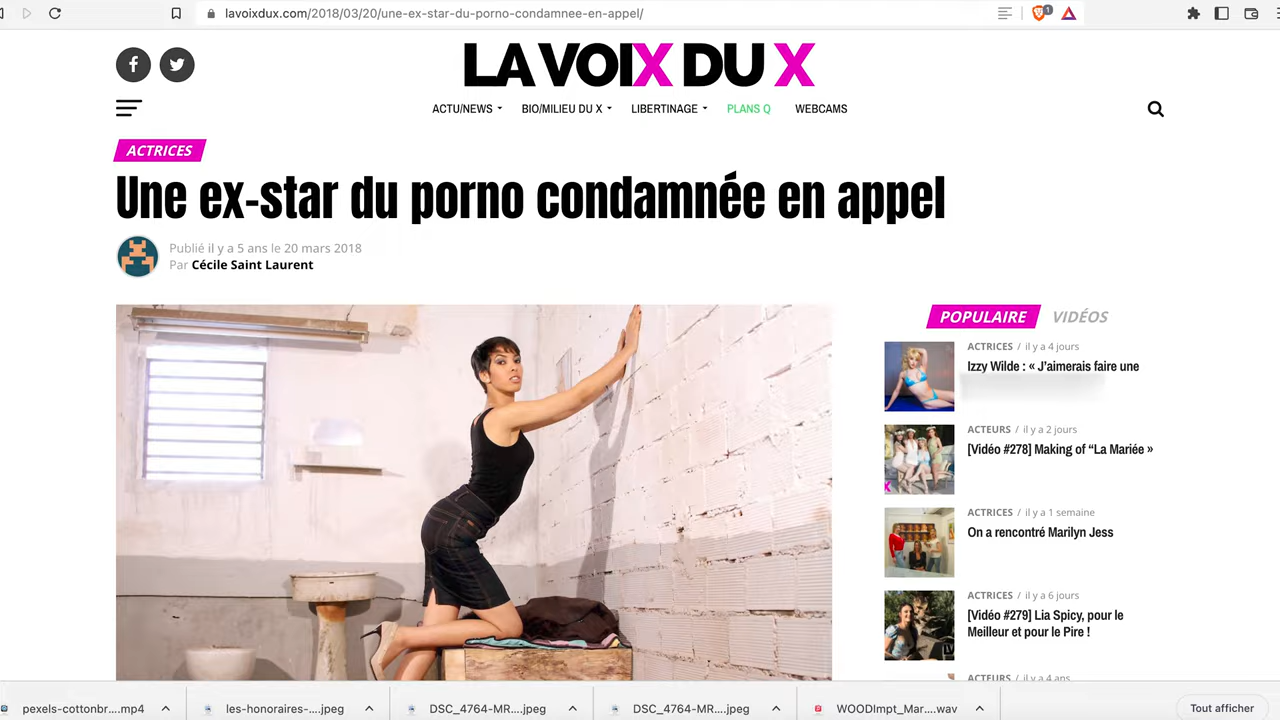 lavoixdux.com/2018/03/20/une-ex-star-du-porno-condamnee-en-appel/
1
LA VOIX DU X
ACTU/NEWS
BIO/MILIEU DU X
LIBERTINAGE
PLANS Q
WEBCAMS
ACTRICES
Une ex-star du porno condamnée en appel
Publié il y a 5 ans le 20 mars 2018
Par Cécile Saint Laurent
POPULAIRE
VIDÉOS
ACTRICES / il y a 4 jours
Izzy Wilde : « J’aimerais faire une
ACTEURS / il y a 2 jours
[Vidéo #278] Making of “La Mariée »
ACTRICES / il y a 1 semaine
On a rencontré Marilyn Jess
ACTRICES / il y a 6 jours
[Vidéo #279] Lia Spicy, pour le
Meilleur et pour le Pire !
ACTEURS / il y a 4 ans
pexels-cottonbr....mp4
les-honoraires-....jpeg
DSC_4764-MR....jpeg
DSC_4764-MR....jpeg
WOODImpt_Mar....wav
Tout afficher